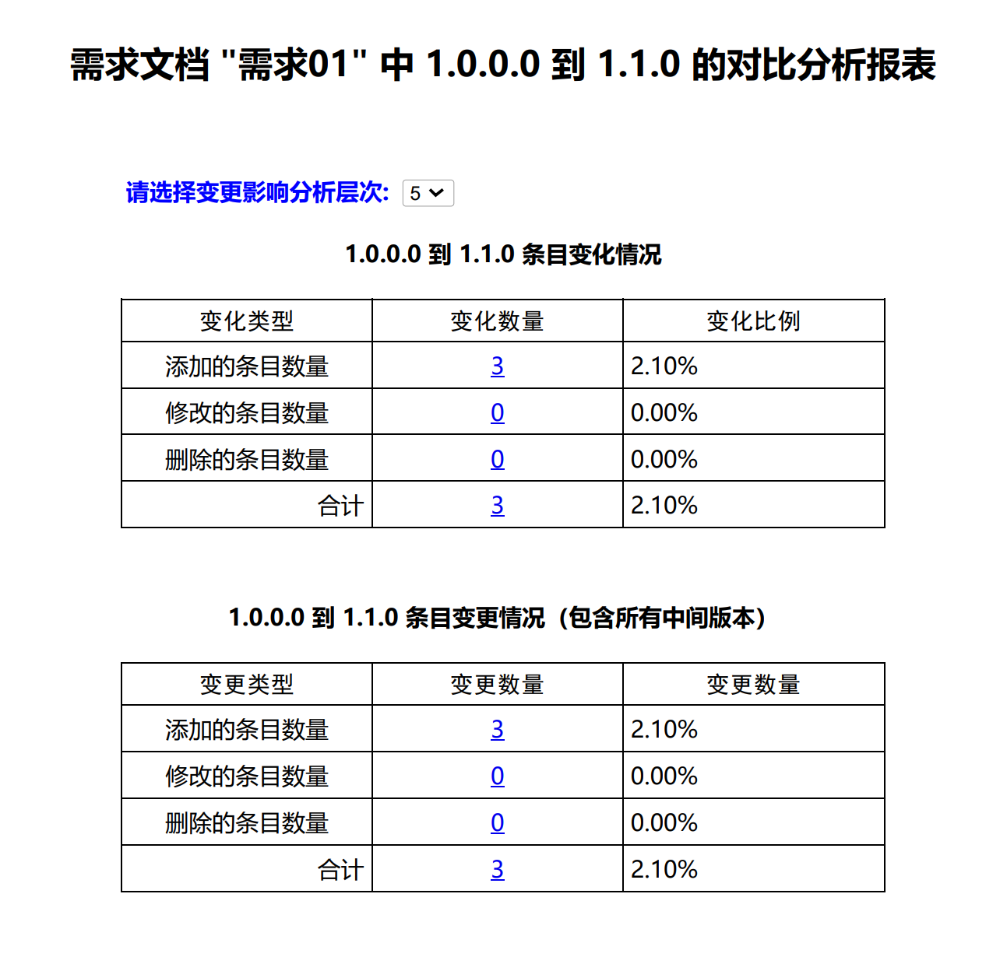 需求文档 "需求01" 中 1.0.0.0 到 1.1.0 的对比分析报表
请选择变更影响分析层次: 5
1.0.0.0 到 1.1.0 条目变化情况
变化类型 变化数量 变化比例
添加的条目数量 3 2.10%
修改的条目数量 0 0.00%
删除的条目数量 0 0.00%
合计 3 2.10%
1.0.0.0 到 1.1.0 条目变更情况（包含所有中间版本）
变更类型 变更数量 变更数量
添加的条目数量 3 2.10%
修改的条目数量 0 0.00%
删除的条目数量 0 0.00%
合计 3 2.10%